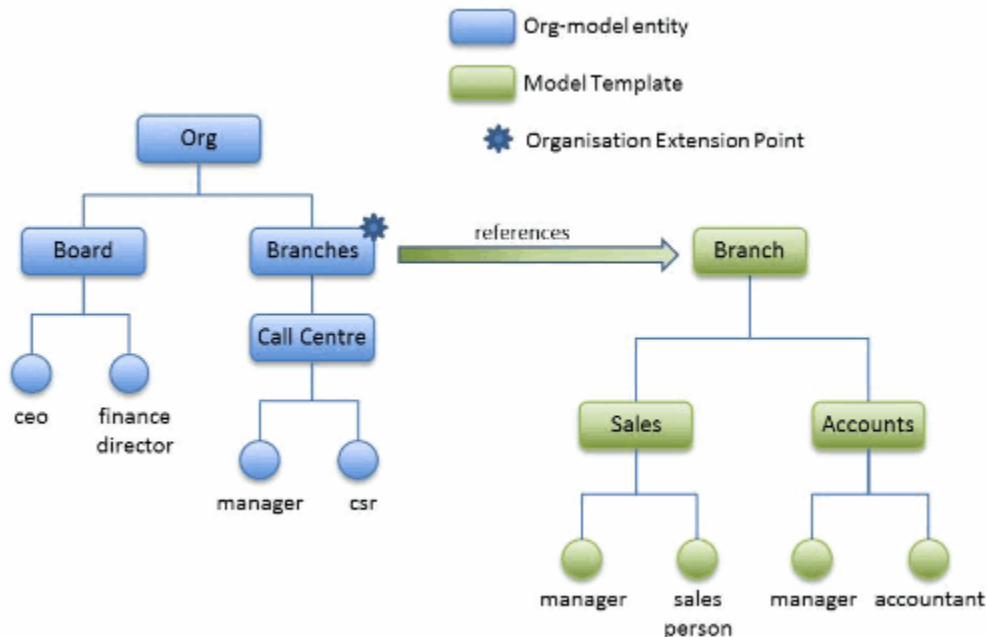 Org-model entity
Model Template
Organisation Extension Point
Org
Board
Branches
references
Branch
Call Centre
ceo
finance
director
manager
csr
Sales
Accounts
manager
sales
person
manager
accountant